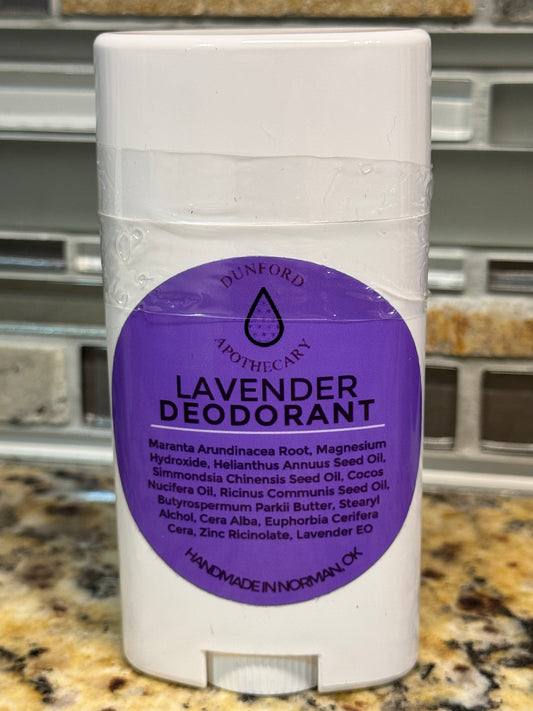 DUNFORD
APOTHECARY
LAVENDER
DEODORANT
Maranta Arundinacea Root, Magnesium
Hydroxide, Helianthus Annuus Seed Oil,
Simmondsia Chinensis Seed Oil, Cocos
Nucifera Oil, Ricinus Communis Seed Oil,
Butyrospermum Parkii Butter, Stearyl
Alchol, Cera Alba, Euphorbia Cerifera
Cera, Zinc Ricinolate, Lavender EO
HANDMADE IN NORMAN, OK